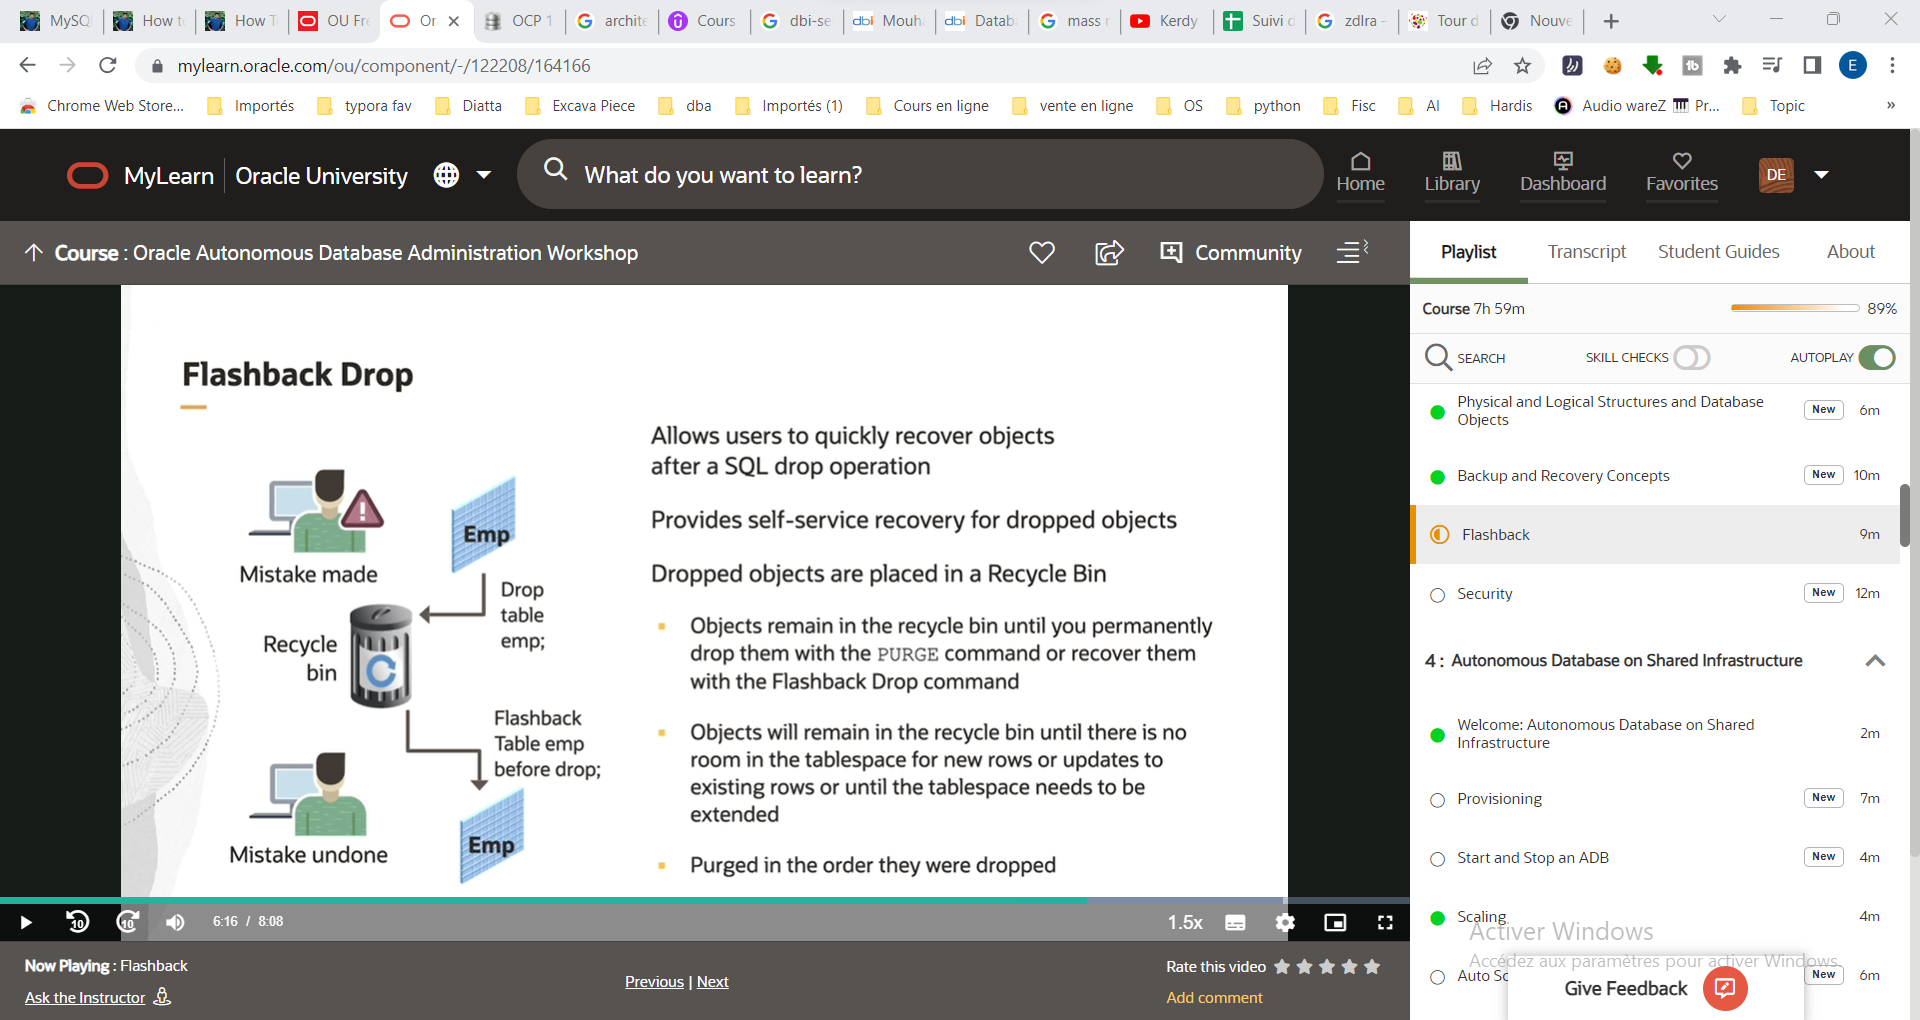 MySQ
How to
How T
OU Fre
Or
OCP 1
archite
Cours
dbi-se
Mouh
Datab
mass r
Kerdy
Suivi d
zdlra -
Tour d
Nouve
mylearn.oracle.com/ou/component/-/122208/164166
E
Chrome Web Store...
Importés
typora fav
Diatta
Excava Piece
dba
Importés (1)
Cours en ligne
vente en ligne
OS
python
Fisc
AI
Hardis
Audio wareZ
Pr...
Topic
»
MyLearn
Oracle University
What do you want to learn?
Home
Library
Dashboard
Favorites
DE
Course : Oracle Autonomous Database Administration Workshop
Community
Playlist
Transcript
Student Guides
About
Course 7h 59m
89%
SEARCH
SKILL CHECKS
AUTOPLAY
Physical and Logical Structures and Database
Objects
New
6m
Backup and Recovery Concepts
New
10m
Flashback
9m
Security
New
12m
4 : Autonomous Database on Shared Infrastructure
Welcome: Autonomous Database on Shared
Infrastructure
2m
Provisioning
New
7m
Start and Stop an ADB
New
4m
Scaling
4m
Auto Sc
New
6m
Activer Windows
Accédez aux paramètres pour activer Windows.
Give Feedback
Flashback Drop
Mistake made
Emp
Drop
table
emp;
Recycle
bin
Flashback
Table emp
before drop;
Mistake undone
Emp
Allows users to quickly recover objects
after a SQL drop operation
Provides self-service recovery for dropped objects
Dropped objects are placed in a Recycle Bin
Objects remain in the recycle bin until you permanently
drop them with the PURGE command or recover them
with the Flashback Drop command
Objects will remain in the recycle bin until there is no
room in the tablespace for new rows or updates to
existing rows or until the tablespace needs to be
extended
Purged in the order they were dropped
10
10
6:16 / 8:08
1.5x
Now Playing : Flashback
Ask the Instructor
Previous | Next
Rate this video
Add comment